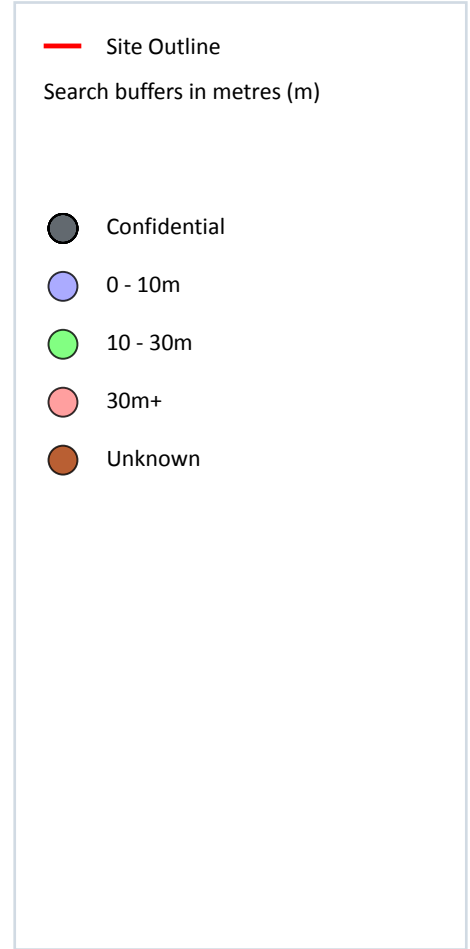 Site Outline
Search buffers in metres (m)
Confidential
0 - 10m
10 - 30m
30m+
Unknown